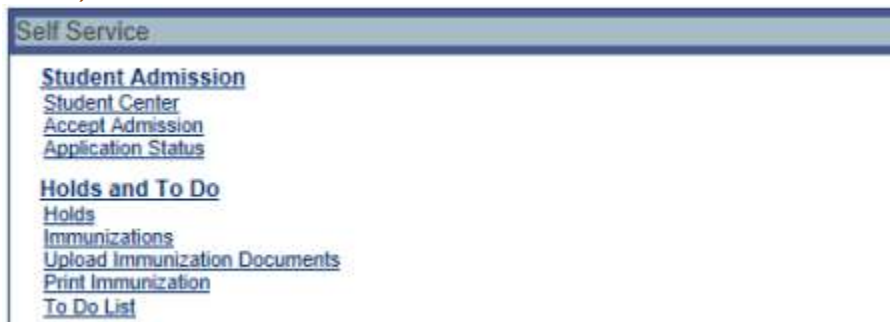 Self Service
Student Admission
Student Center
Accept Admission
Application Status
Holds and To Do
Holds
Immunizations
Upload Immunization Documents
Print Immunization
To Do List